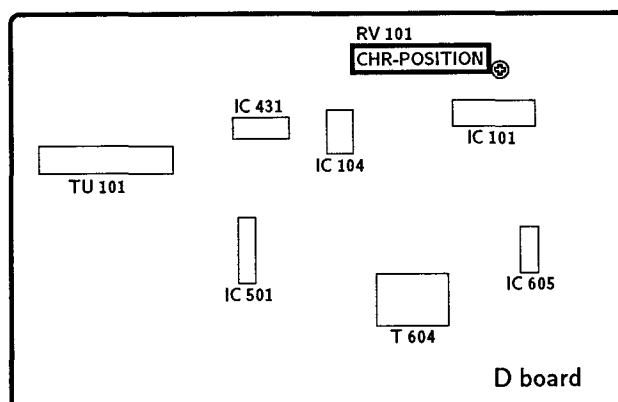 RV 101
CHR-POSITION
IC 431
IC 104
IC 101
TU 101
IC 501
IC 605
T 604
D board